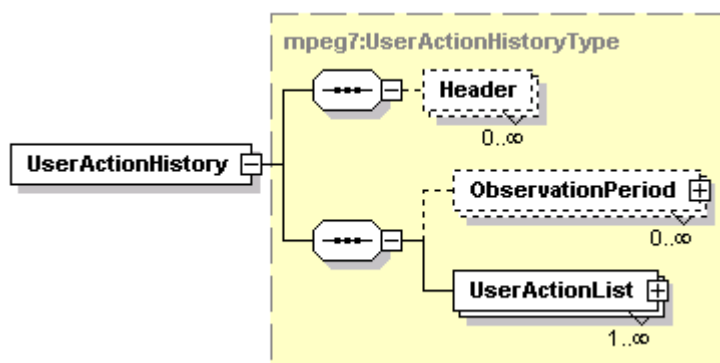 mpeg7:UserActionHistoryType
Header
0..∞
UserActionHistory
ObservationPeriod
0..∞
UserActionList
1..∞